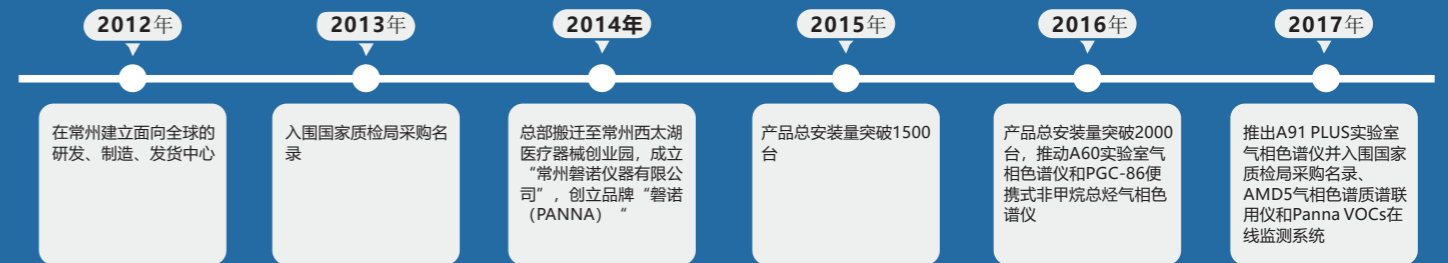 2012年
2013年
2014年
2015年
2016年
2017年
在常州建立面向全球的
研发、制造、发货中心
入围国家质检局采购名
录
总部搬迁至常州西太湖
医疗器械创业园，成立
“常州磐诺仪器有限公
司”，创立品牌“磐诺
（PANNA）“
产品总安装量突破1500
台
产品总安装量突破2000
台，推动A60实验室气
相色谱仪和PGC-86便
携式非甲烷总烃气相色
谱仪
推出A91 PLUS实验室
气相色谱仪并入围国家
质检局采购名录、
AMD5气相色谱质谱联
用仪和Panna VOCs在
线监测系统